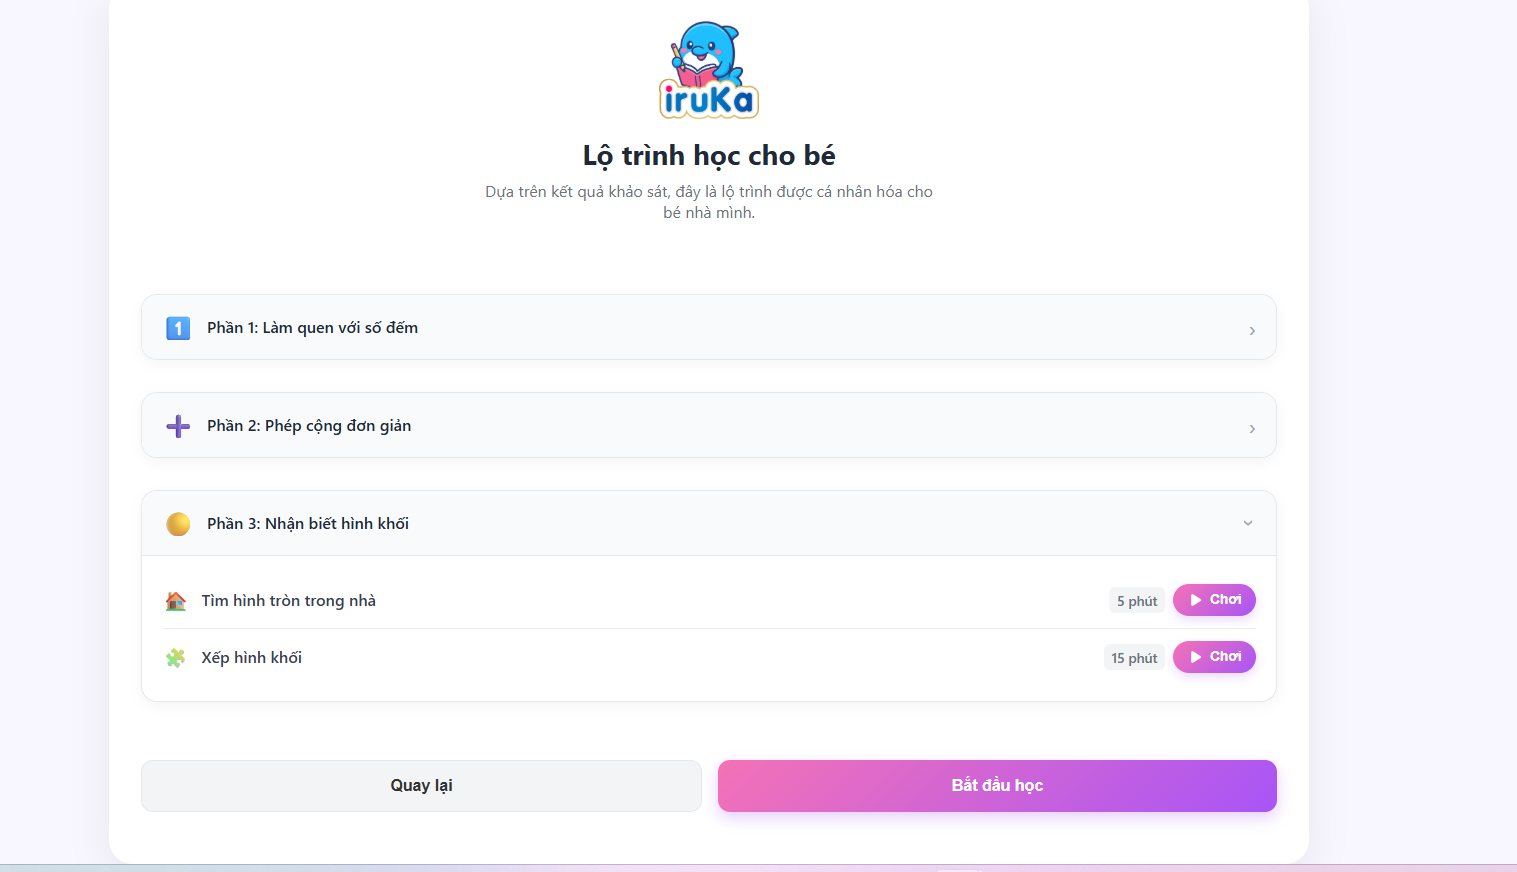 iruKa
Lộ trình học cho bé
Dựa trên kết quả khảo sát, đây là lộ trình được cá nhân hóa cho
bé nhà mình.
1 Phần 1: Làm quen với số đếm
Phần 2: Phép cộng đơn giản
Phần 3: Nhận biết hình khối
Tìm hình tròn trong nhà 5 phút Chơi
Xếp hình khối 15 phút Chơi
Quay lại Bắt đầu học